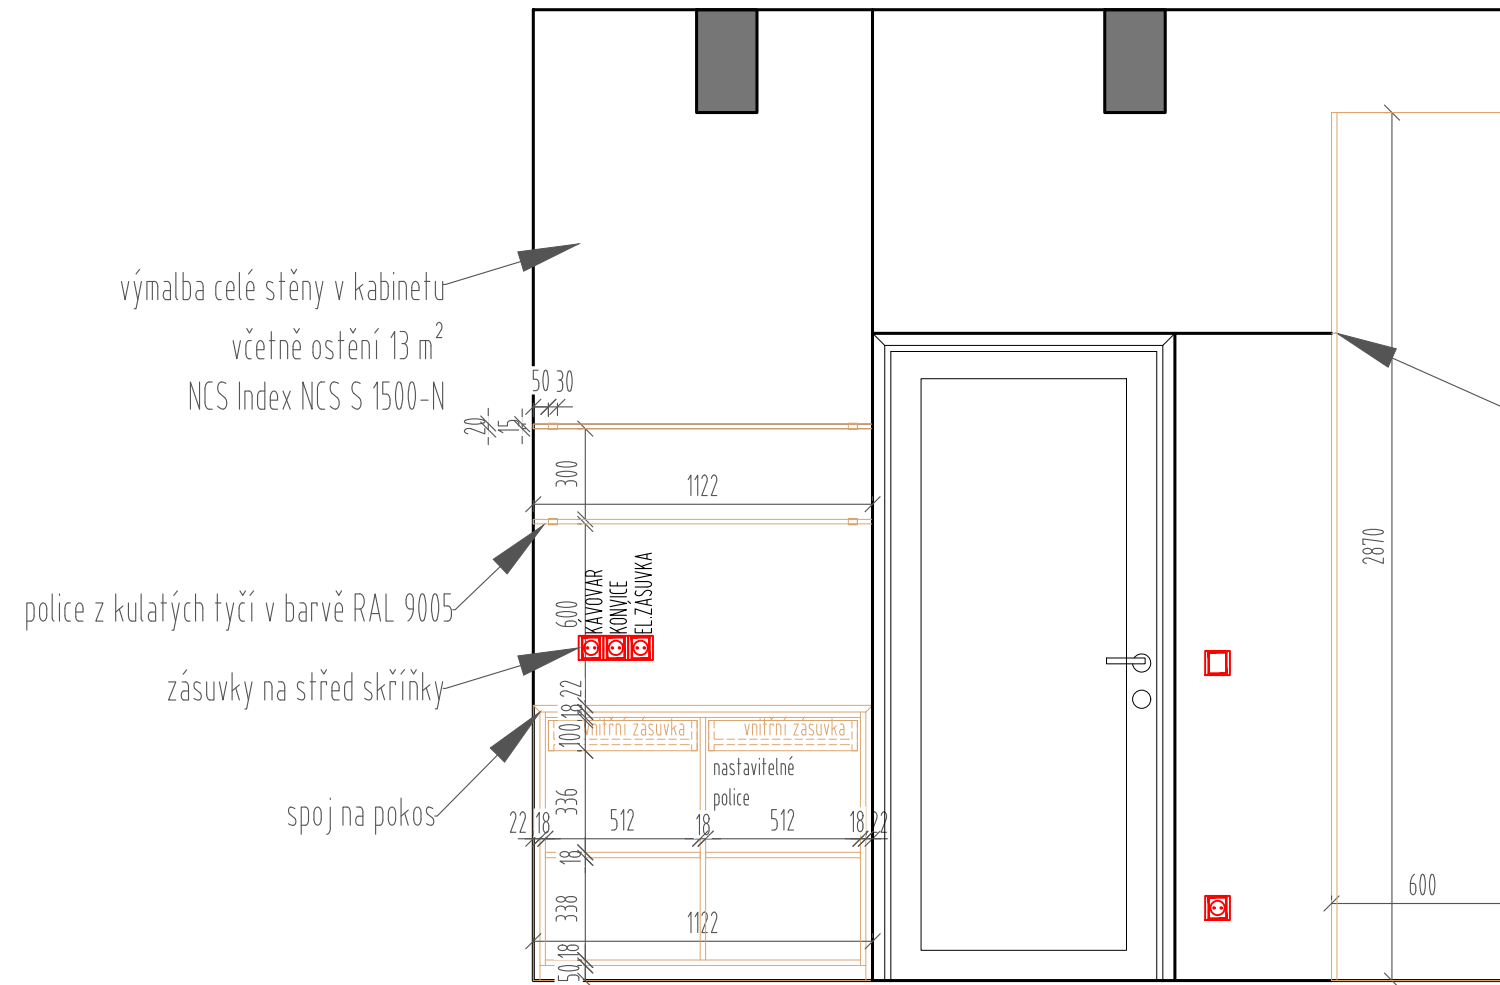 výmalba celé stěny v kabinetu
včetně ostění 13 m²
NCS Index NCS S 1500-N
50 30
20
15
300
1122
2870
police z kulatých tyčí v barvě RAL 9005
600
KÁVOVAR
KONVICE
EL.ZÁSUVKA
zásuvky na střed skříňky
22
18
100
vnitřní zásuvka
vnitřní zásuvka
nastavitelné
police
spoj na pokos
336
22 18 512 18 512 18 22
18
338
1122
600
18
50